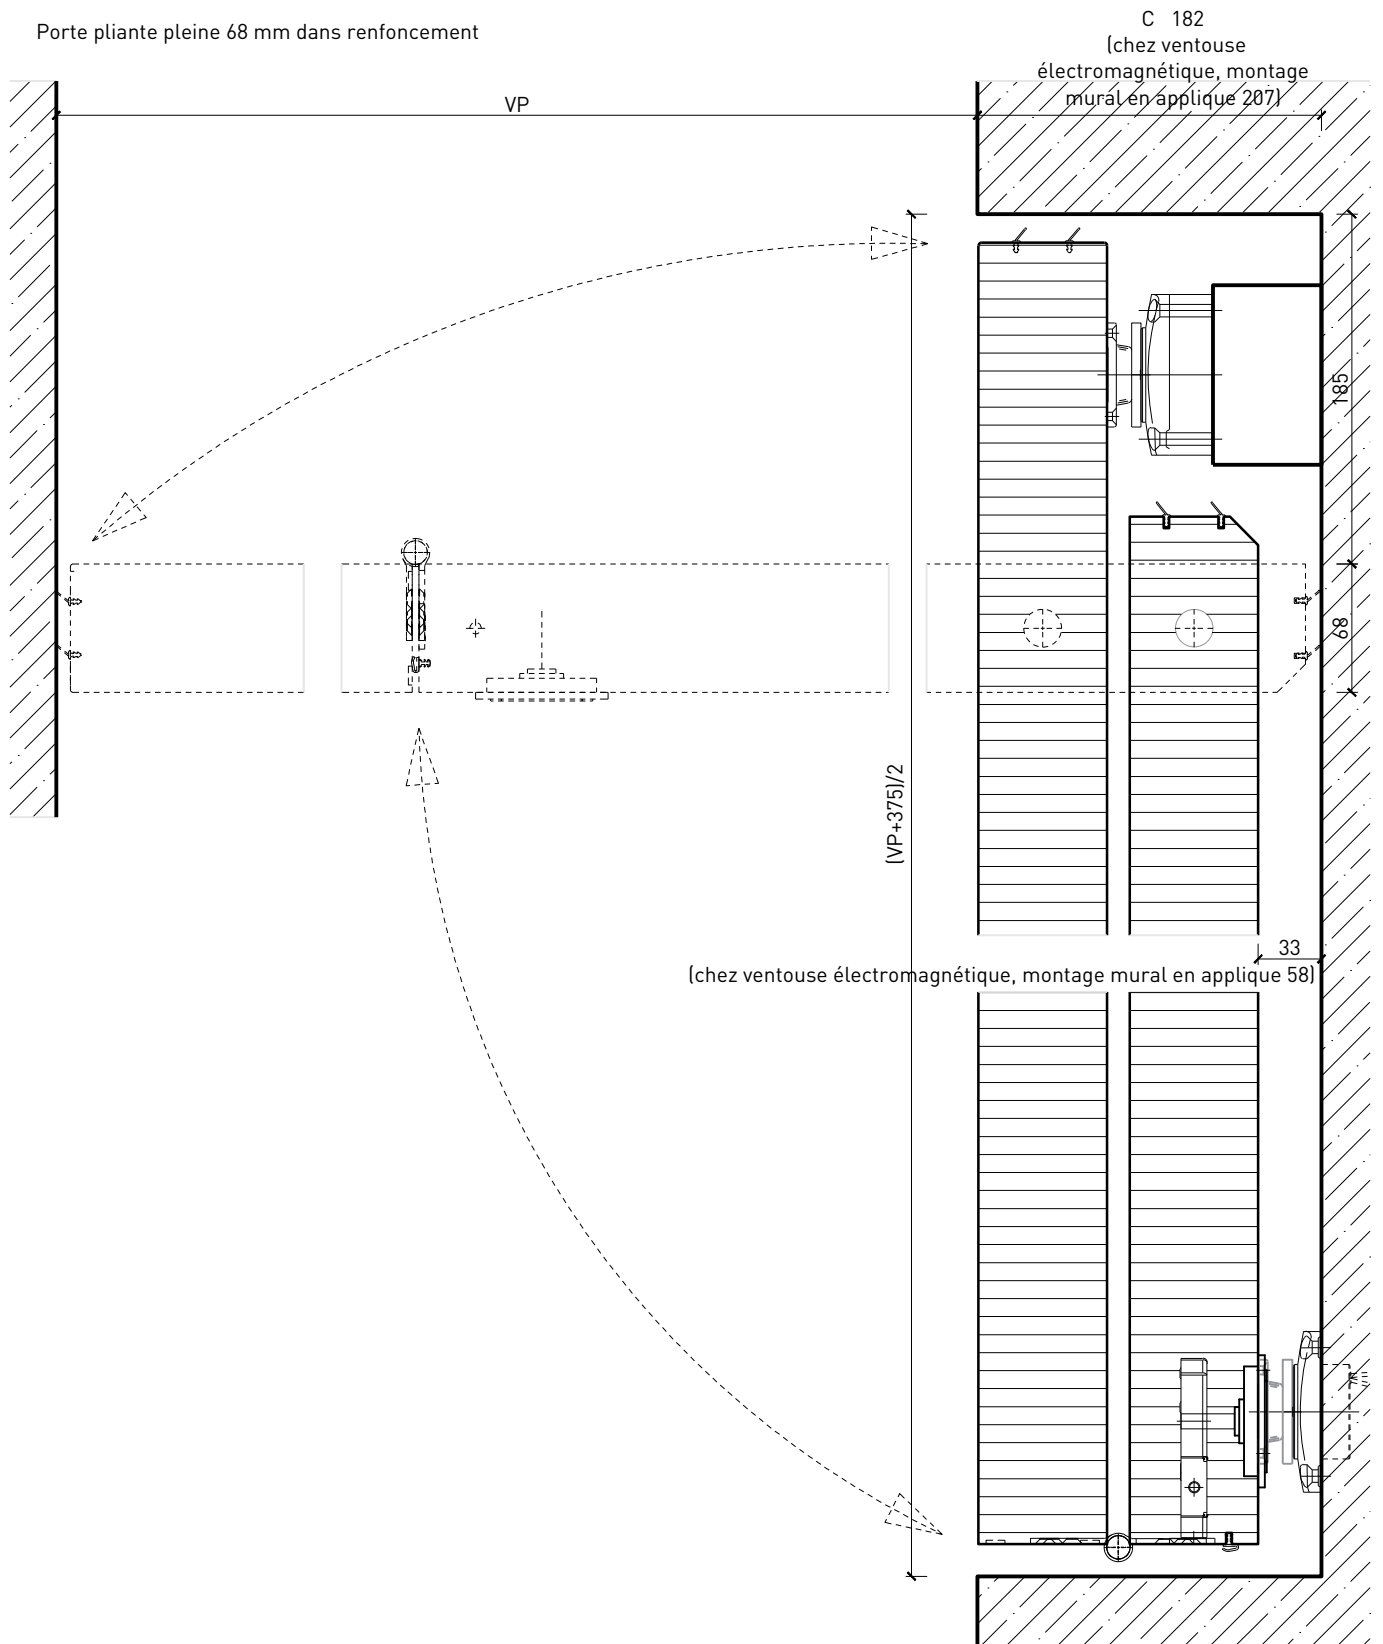 Porte pliante pleine 68 mm dans renfoncement
C 182
(chez ventouse
électromagnétique, montage
mural en applique 207)
VP
185
68
(VP+375)/2
33
(chez ventouse électromagnétique, montage mural en applique 58)